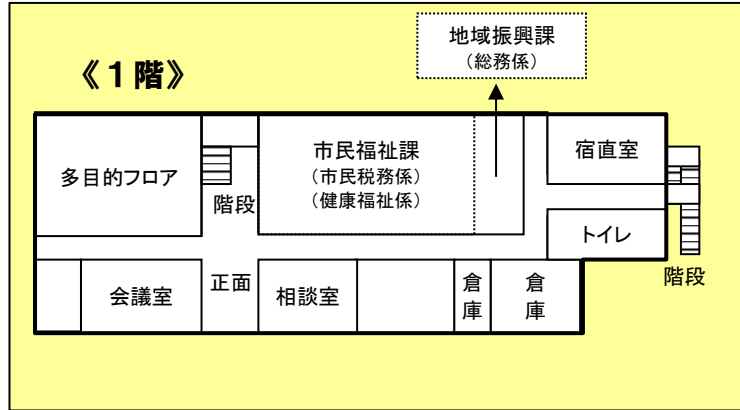 地域振興課
(総務係)
《1階》
多目的フロア
階段
市民福祉課
(市民税務係)
(健康福祉係)
宿直室
トイレ
階段
会議室
正面
相談室
倉庫
倉庫